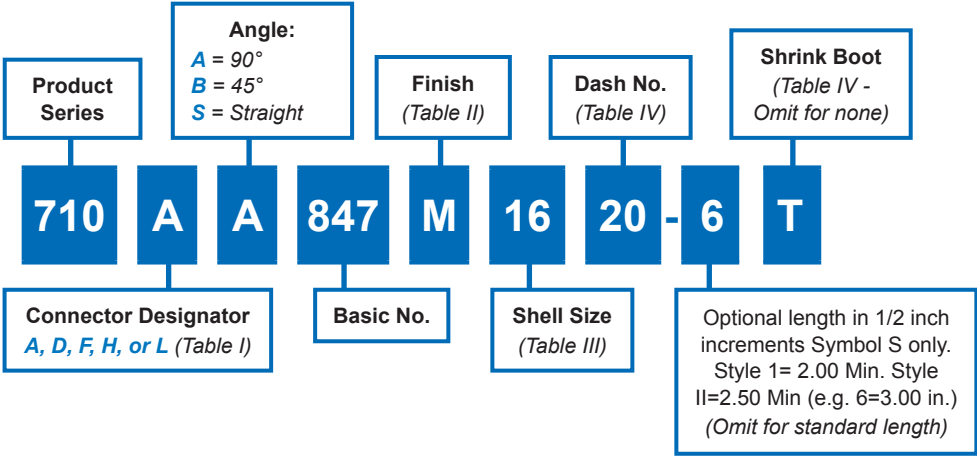 Product
Series
Angle:
A = 90°
B = 45°
S = Straight
Finish
(Table II)
Dash No.
(Table IV)
Shrink Boot
(Table IV -
Omit for none)
710 A A 847 M 16 20 - 6 T
Connector Designator
A, D, F, H, or L (Table I)
Basic No.
Shell Size
(Table III)
Optional length in 1/2 inch
increments Symbol S only.
Style 1= 2.00 Min. Style
II=2.50 Min (e.g. 6=3.00 in.)
(Omit for standard length)